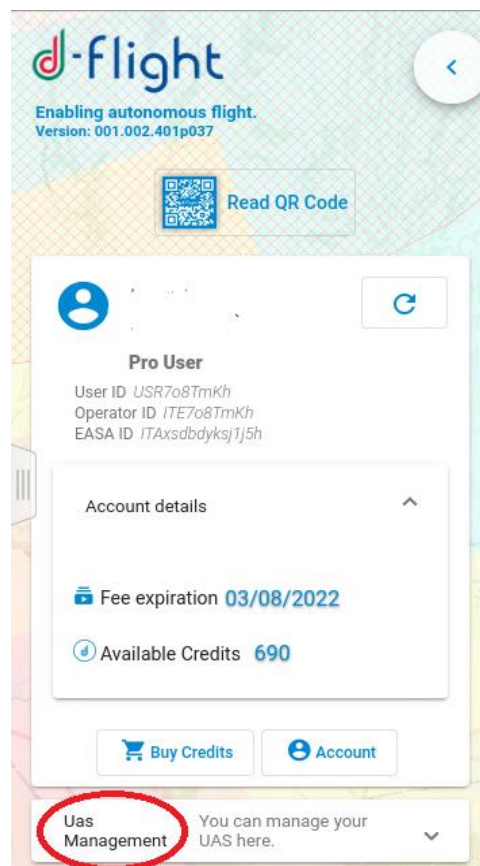 d-flight
Enabling autonomous flight.
Version: 001.002.401p037
Read QR Code
Pro User
User ID USR7o8TmKh
Operator ID ITE7o8TmKh
EASA ID ITAxsdbdyksj1j5h
Account details
Fee expiration 03/08/2022
Available Credits 690
Buy Credits Account
Uas You can manage your
Management UAS here.